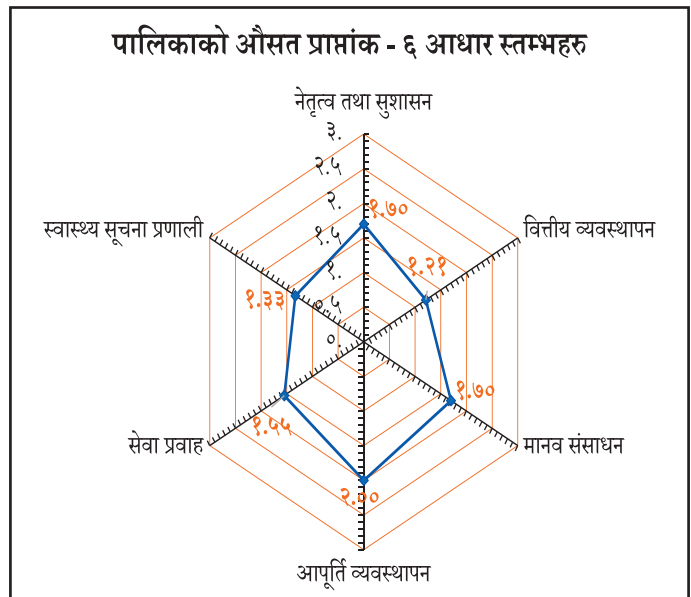 पालिकाको औसत प्राप्तांक - ६ आधार स्तम्भहरु
नेतृत्व तथा सुशासन
३.
२.५
२.
१.७०
१.५
स्वास्थ्य सूचना प्रणाली
वित्तीय व्यवस्थापन
१.
१.२१
१.३३
०.५
०.
१.७०
१.५५
सेवा प्रवाह
मानव संसाधन
२.००
आपूर्ति व्यवस्थापन